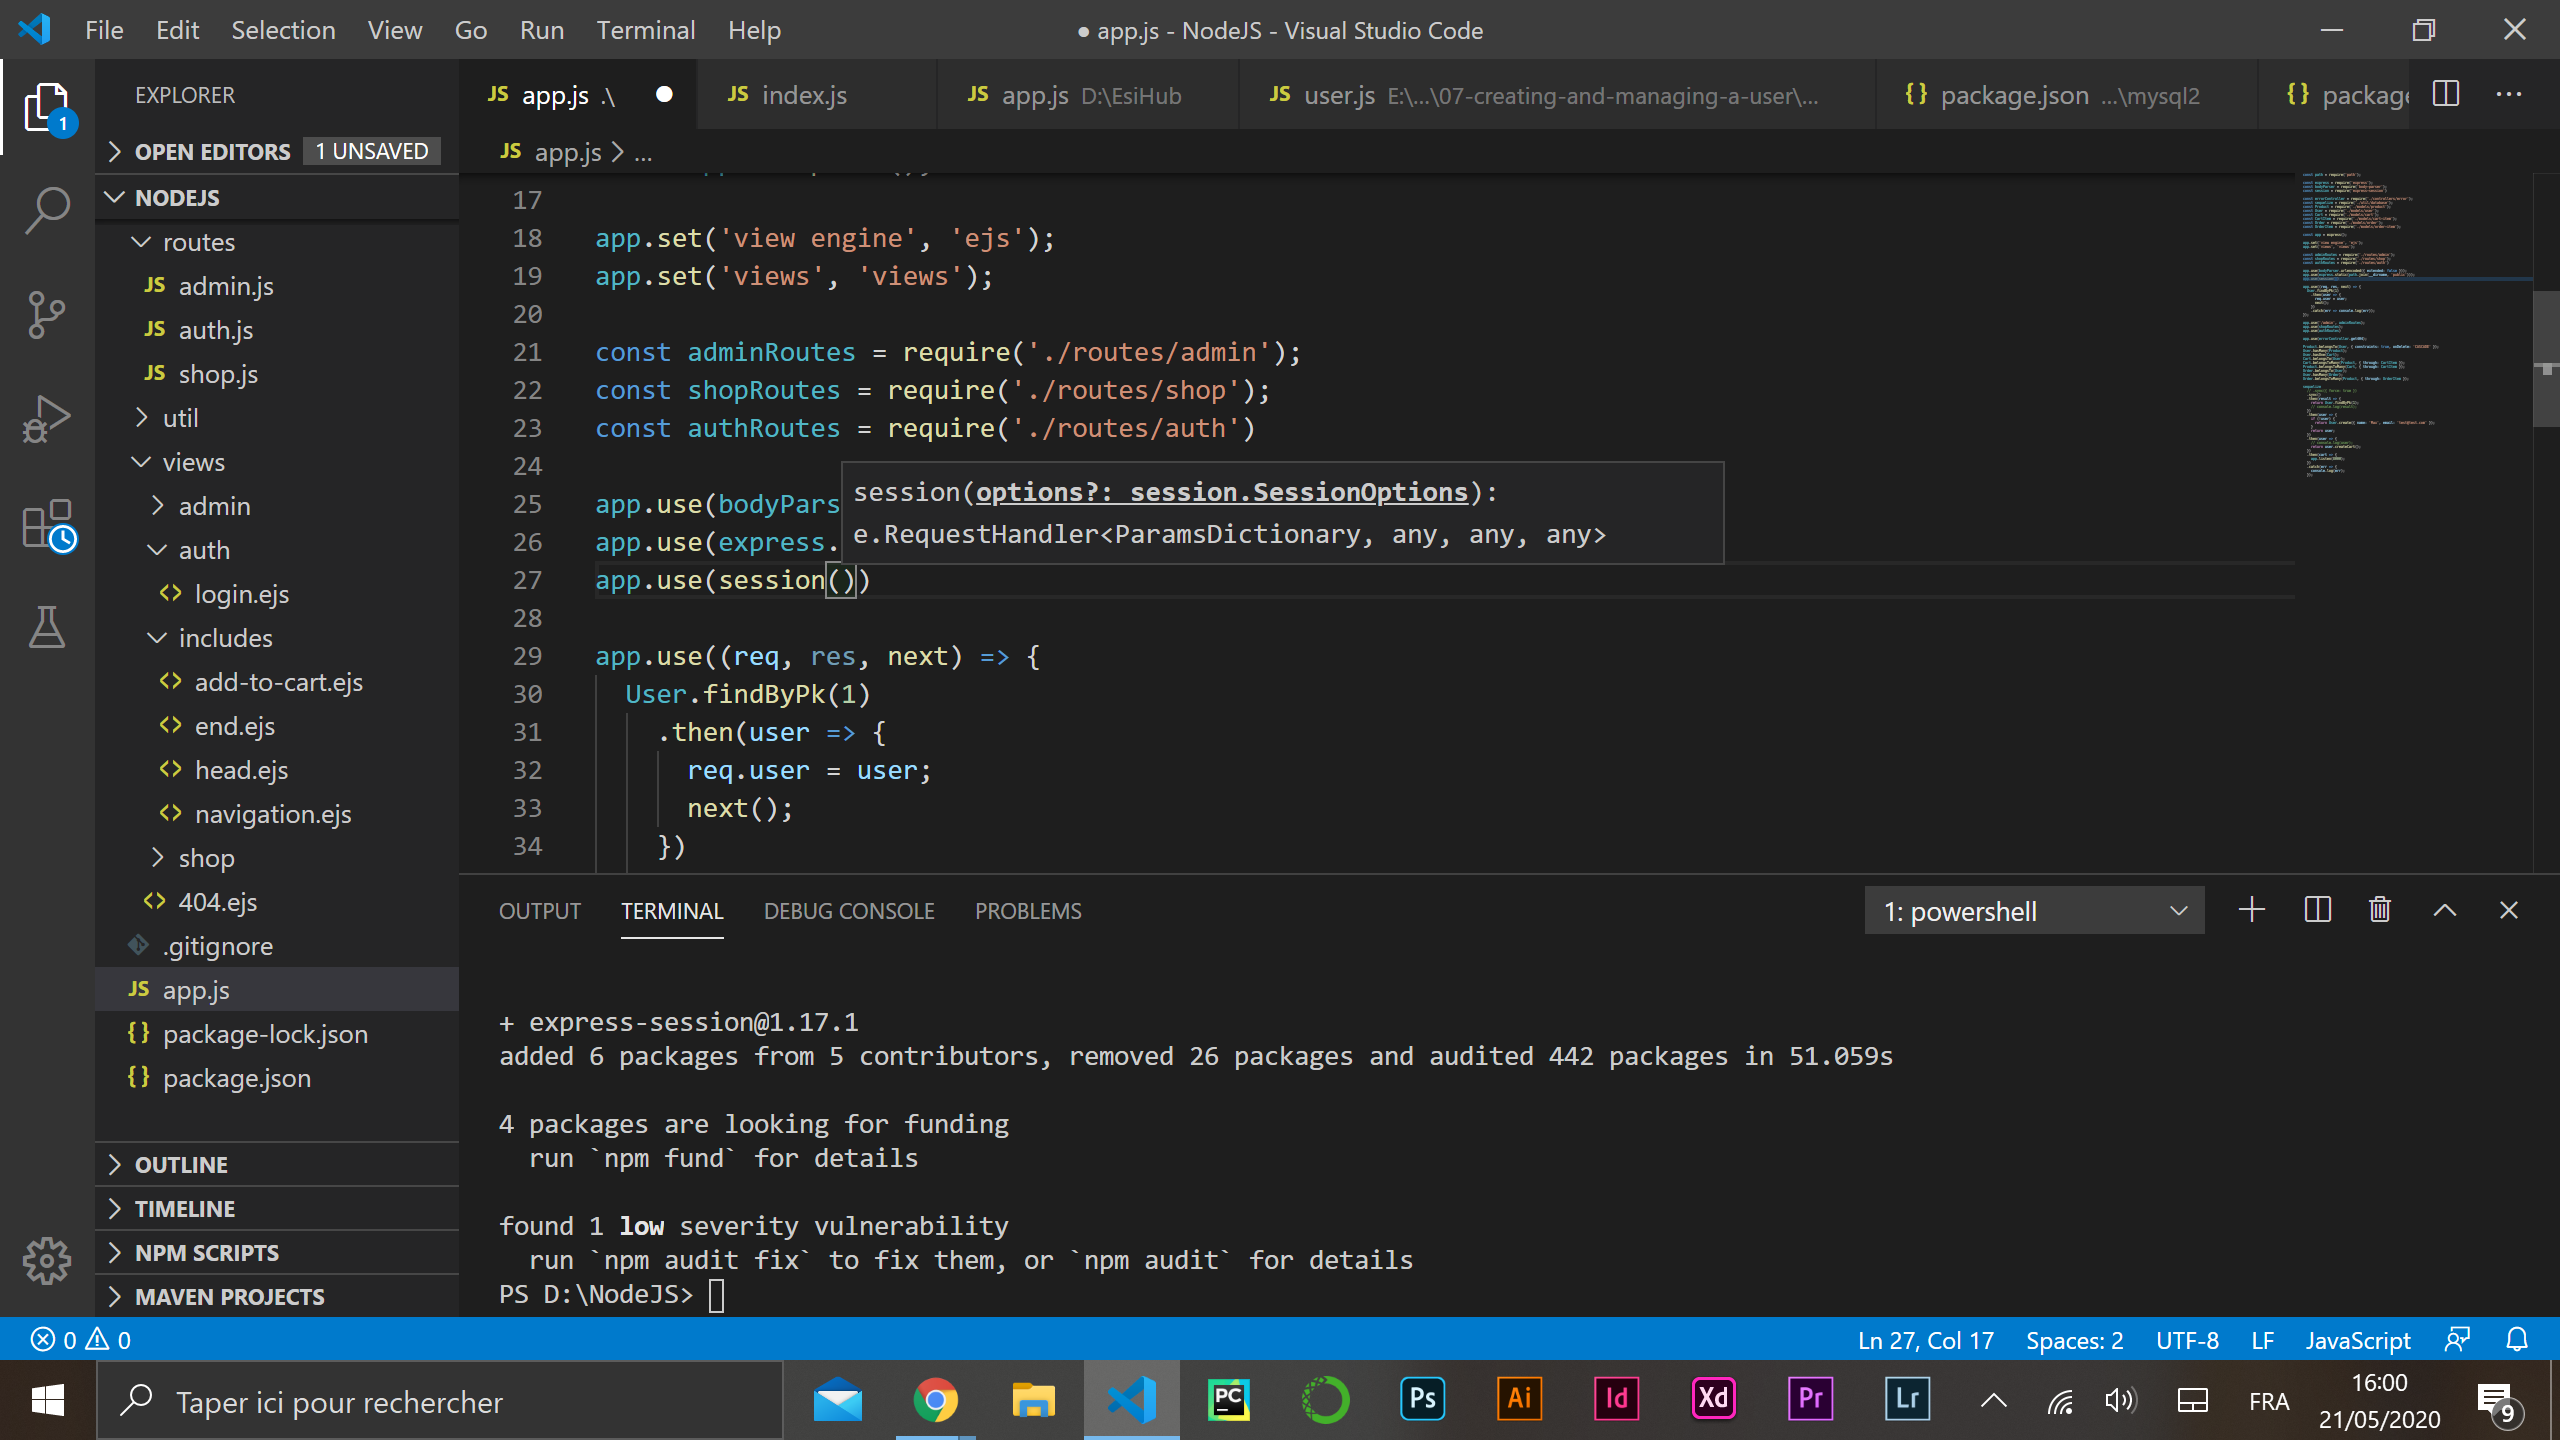 File Edit Selection View Go Run Terminal Help
● app.js - NodeJS - Visual Studio Code
EXPLORER
1
OPEN EDITORS 1 UNSAVED
NODEJS
routes
JS admin.js
JS auth.js
JS shop.js
util
views
admin
auth
<> login.ejs
includes
<> add-to-cart.ejs
<> end.ejs
<> head.ejs
<> navigation.ejs
shop
<> 404.ejs
.gitignore
JS app.js
{} package-lock.json
{} package.json
OUTLINE
TIMELINE
NPM SCRIPTS
MAVEN PROJECTS
JS app.js .\ ●
JS index.js
JS app.js D:\EsiHub
JS user.js E:\...\07-creating-and-managing-a-user\...
{} package.json ...\mysql2
{} package
JS app.js > ...
17
18 app.set('view engine', 'ejs');
19 app.set('views', 'views');
20
21 const adminRoutes = require('./routes/admin');
22 const shopRoutes = require('./routes/shop');
23 const authRoutes = require('./routes/auth')
24
session(options?: session.SessionOptions):
e.RequestHandler<ParamsDictionary, any, any, any>
25 app.use(bodyPars
26 app.use(express.
27 app.use(session())
28
29 app.use((req, res, next) => {
30 User.findByPk(1)
31 .then(user => {
32 req.user = user;
33 next();
34 })
OUTPUT TERMINAL DEBUG CONSOLE PROBLEMS
1: powershell
+ express-session@1.17.1
added 6 packages from 5 contributors, removed 26 packages and audited 442 packages in 51.059s
4 packages are looking for funding
run `npm fund` for details
found 1 low severity vulnerability
run `npm audit fix` to fix them, or `npm audit` for details
PS D:\NodeJS>
0 0
Ln 27, Col 17 Spaces: 2 UTF-8 LF JavaScript
Taper ici pour rechercher
PC
Ps
Ai
Id
Xd
Pr
Lr
FRA
16:00
21/05/2020
9